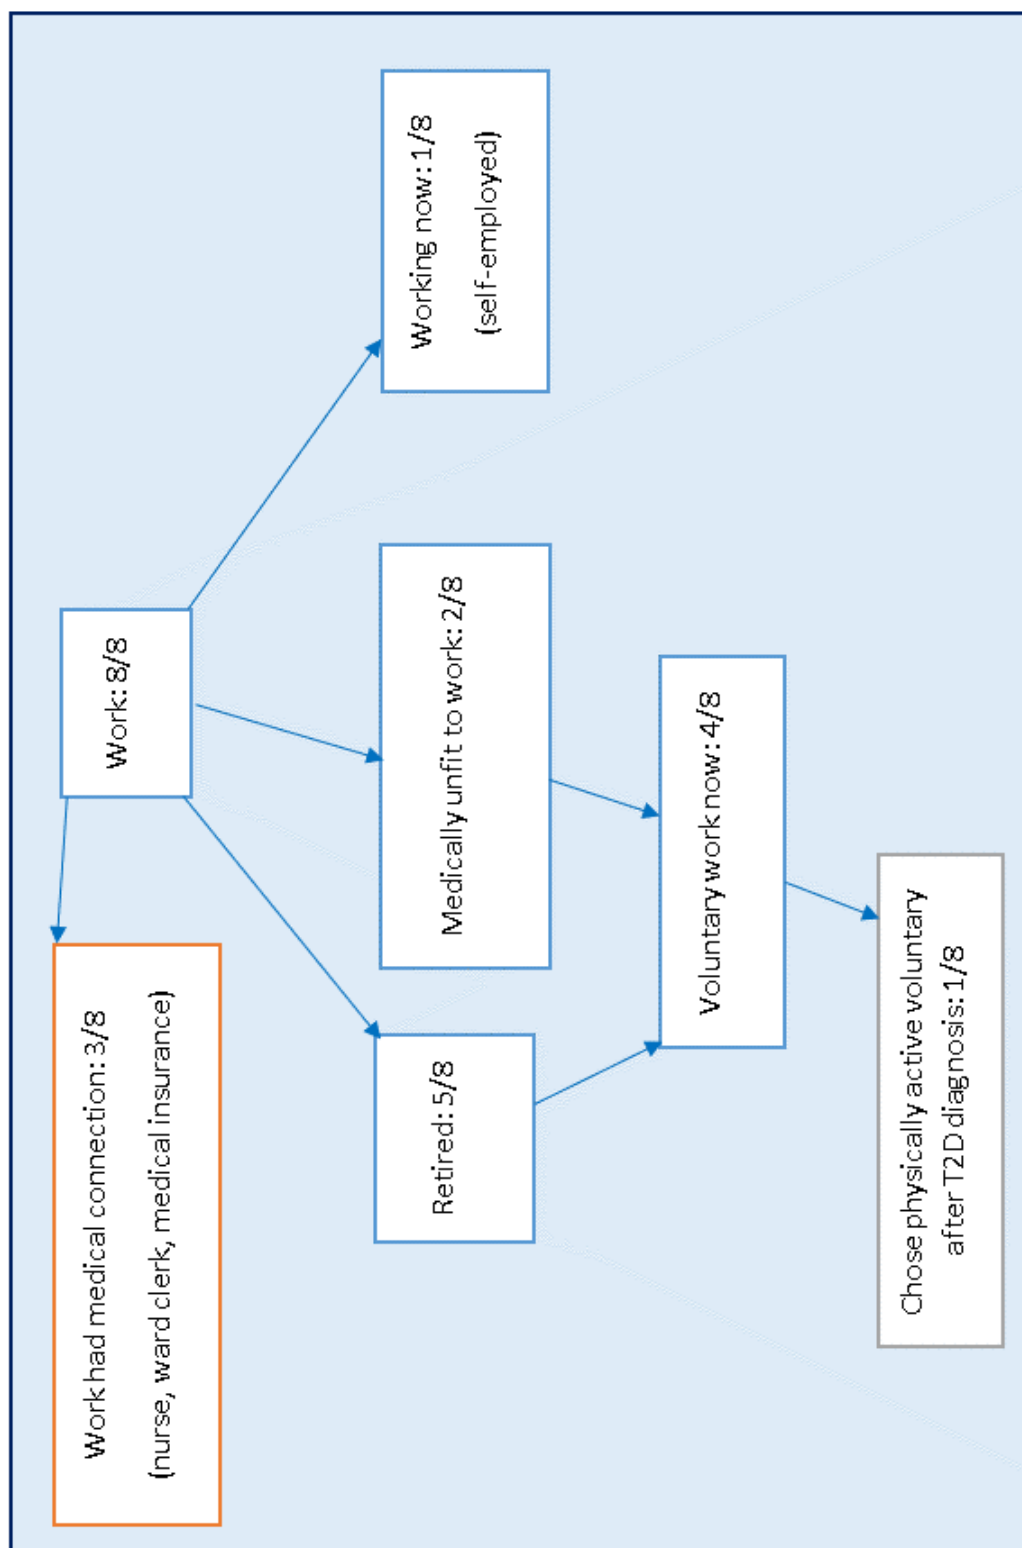 Work: 8/8
Work had medical connection: 3/8
(nurse, ward clerk, medical insurance)
Retired: 5/8
Medically unfit to work: 2/8
Working now: 1/8
(self-employed)
Voluntary work now: 4/8
Chose physically active voluntary
after T2D diagnosis: 1/8